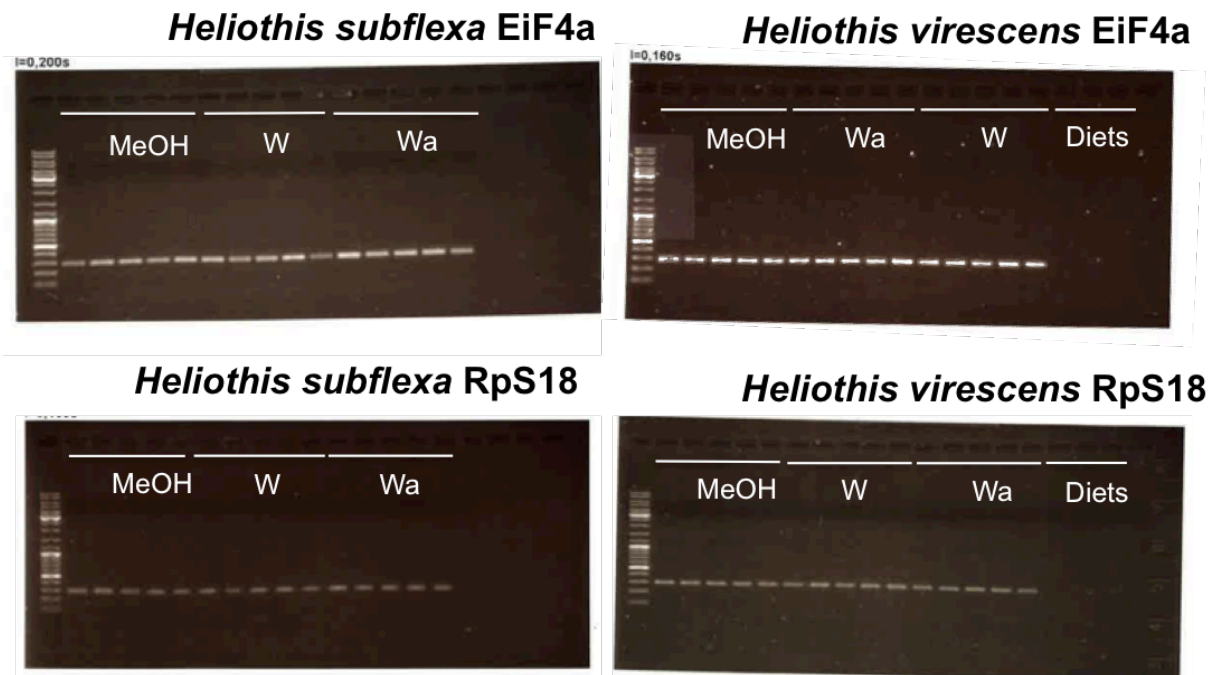 Heliothis subflexa EiF4a
I=0,200s
MeOH W Wa
Heliothis virescens EiF4a
I=0,160s
MeOH Wa W Diets
Heliothis subflexa RpS18
MeOH W Wa
Heliothis virescens RpS18
MeOH W Wa Diets